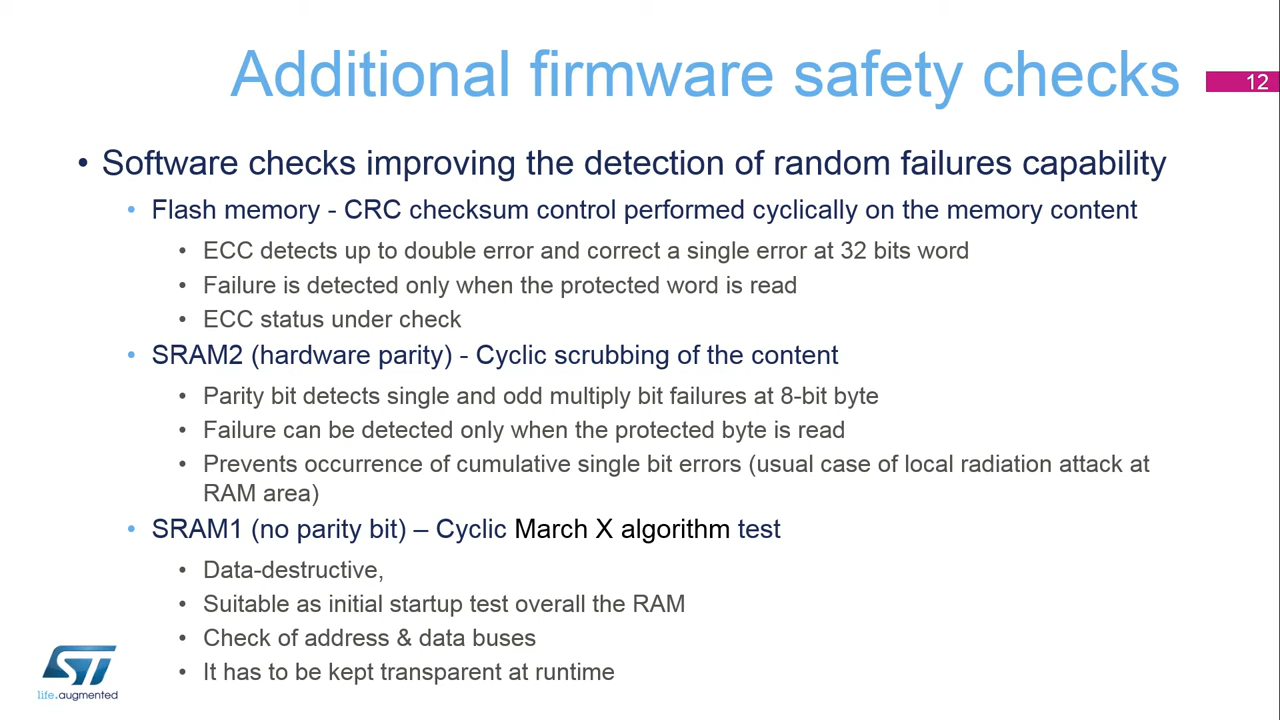 Additional firmware safety checks
12
• Software checks improving the detection of random failures capability
• Flash memory - CRC checksum control performed cyclically on the memory content
• ECC detects up to double error and correct a single error at 32 bits word
• Failure is detected only when the protected word is read
• ECC status under check
• SRAM2 (hardware parity) - Cyclic scrubbing of the content
• Parity bit detects single and odd multiply bit failures at 8-bit byte
• Failure can be detected only when the protected byte is read
• Prevents occurrence of cumulative single bit errors (usual case of local radiation attack at
RAM area)
• SRAM1 (no parity bit) – Cyclic March X algorithm test
• Data-destructive,
• Suitable as initial startup test overall the RAM
• Check of address & data buses
• It has to be kept transparent at runtime
ST
life.augmented